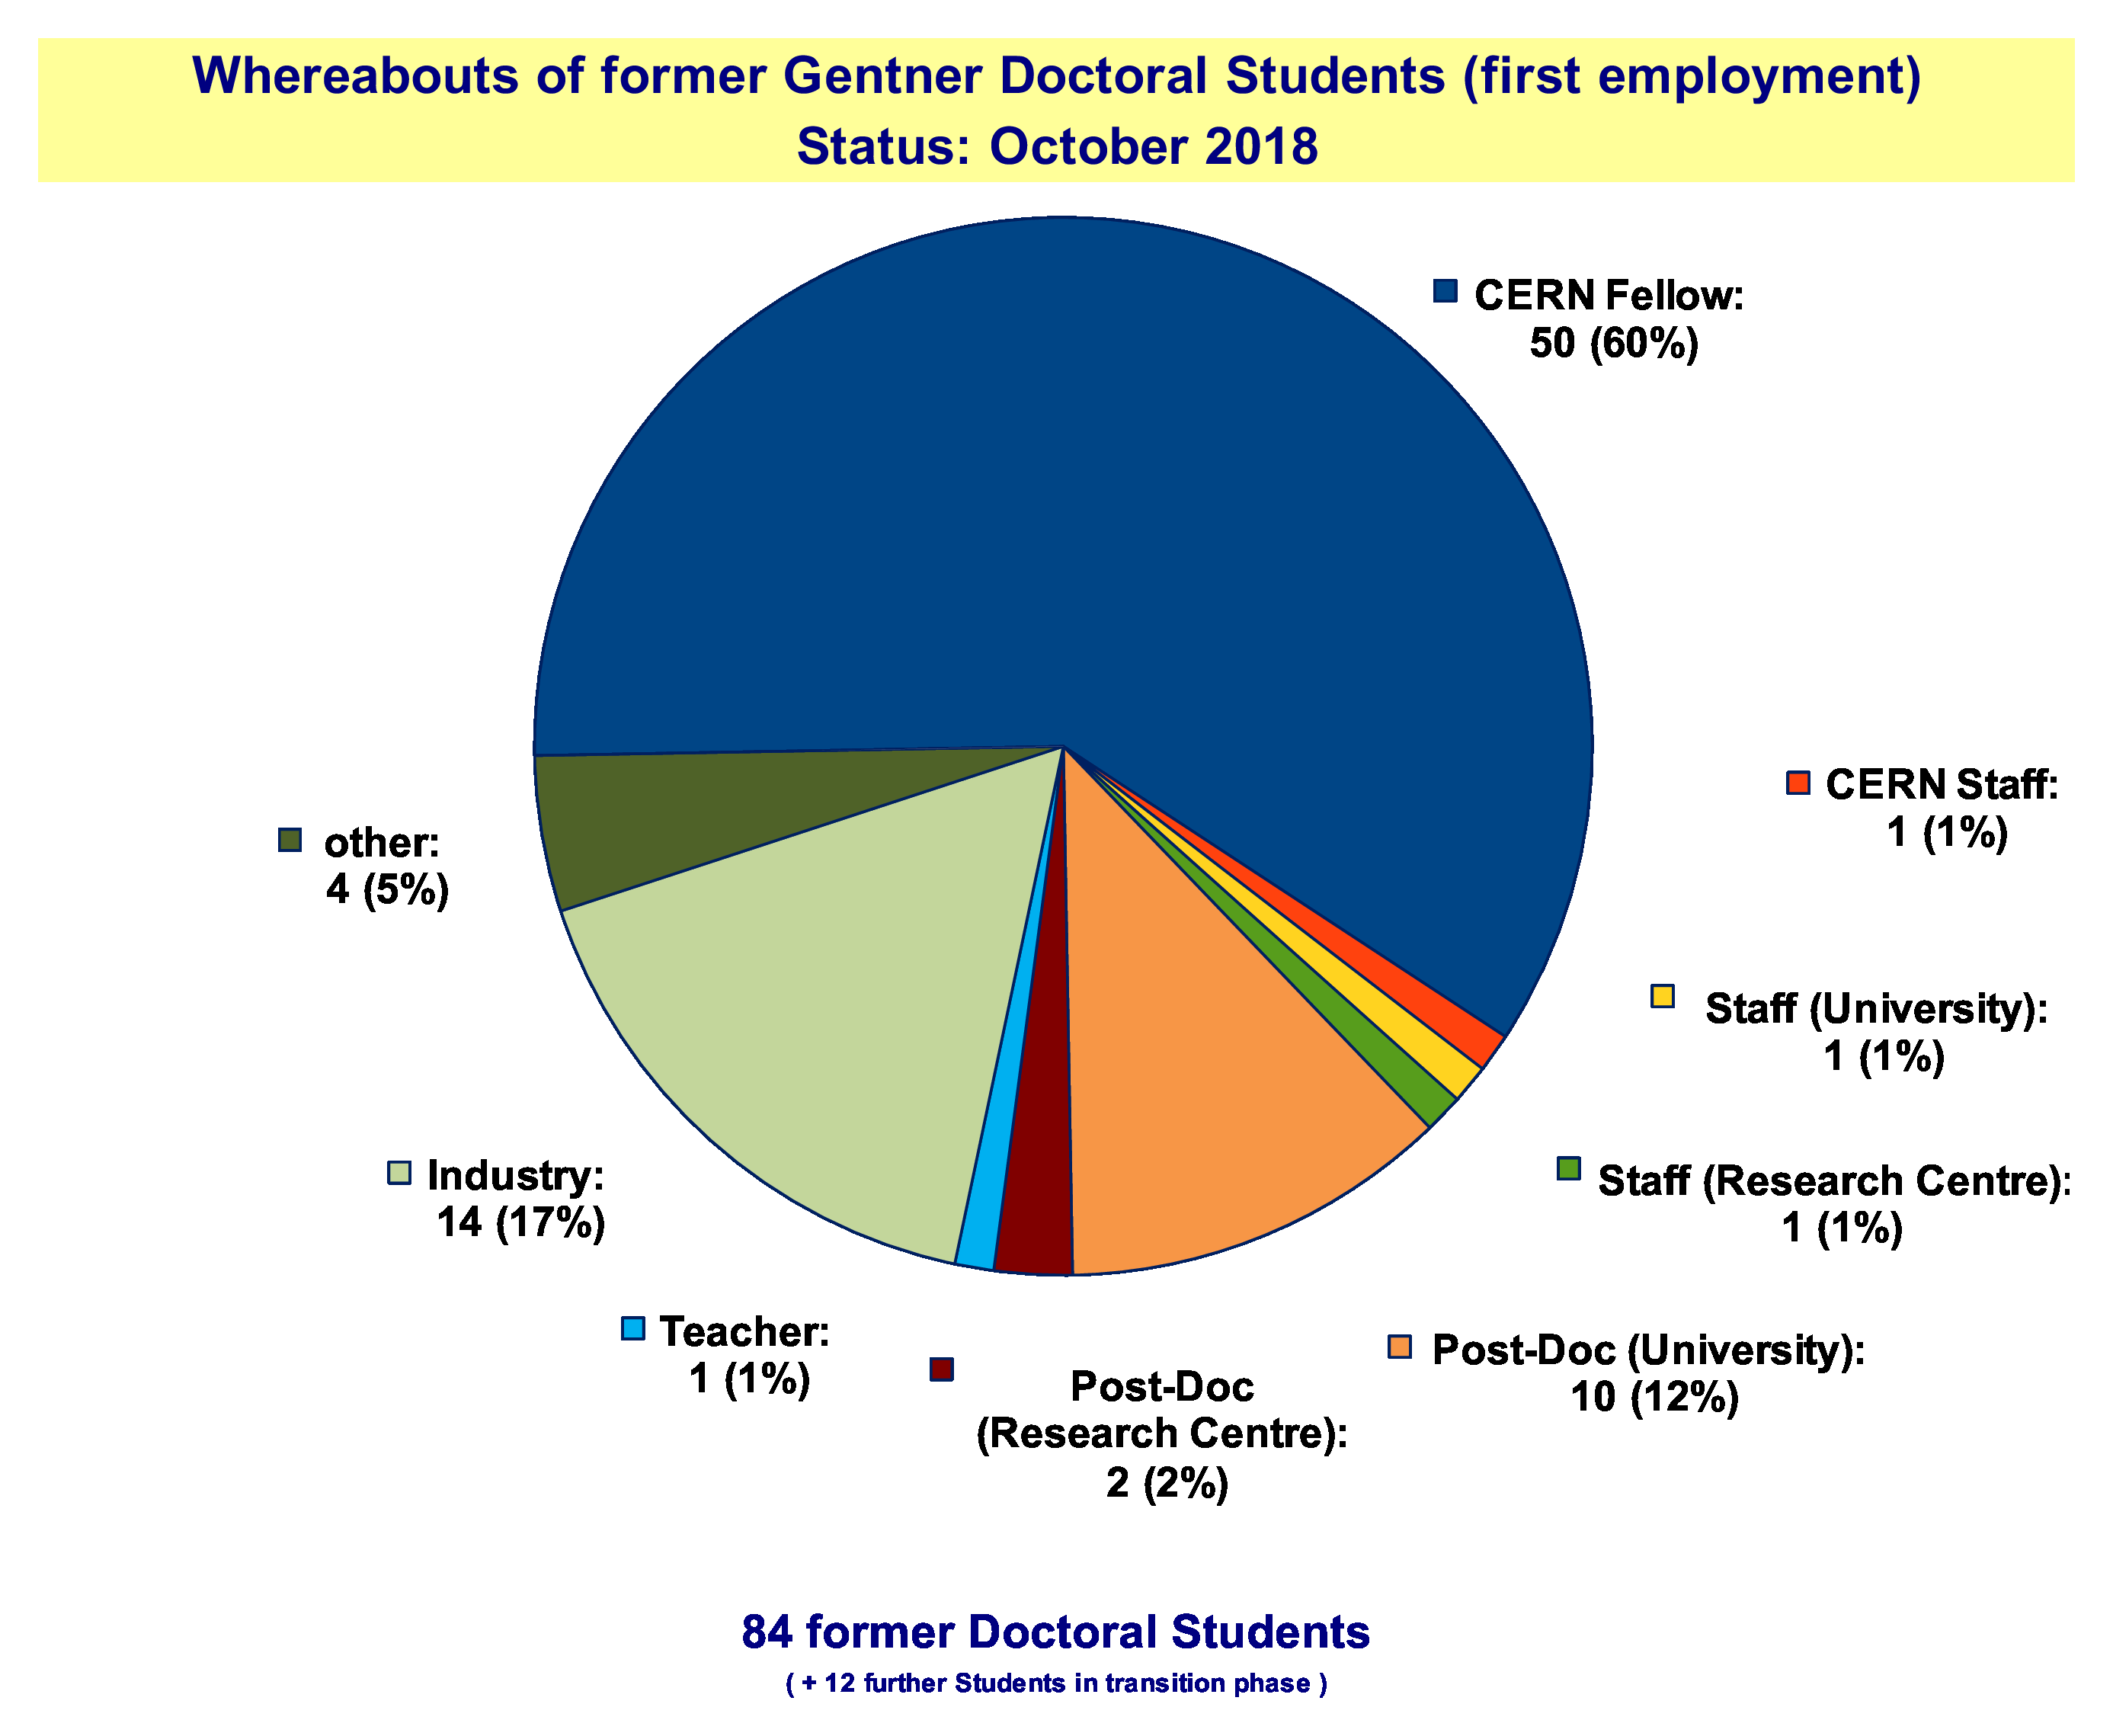 Whereabouts of former Gentner Doctoral Students (first employment)
Status: October 2018
CERN Fellow:
50 (60%)
CERN Staff:
1 (1%)
Staff (University):
1 (1%)
Staff (Research Centre):
1 (1%)
Post-Doc (University):
10 (12%)
Post-Doc
(Research Centre):
2 (2%)
Teacher:
1 (1%)
Industry:
14 (17%)
other:
4 (5%)
84 former Doctoral Students
( + 12 further Students in transition phase )